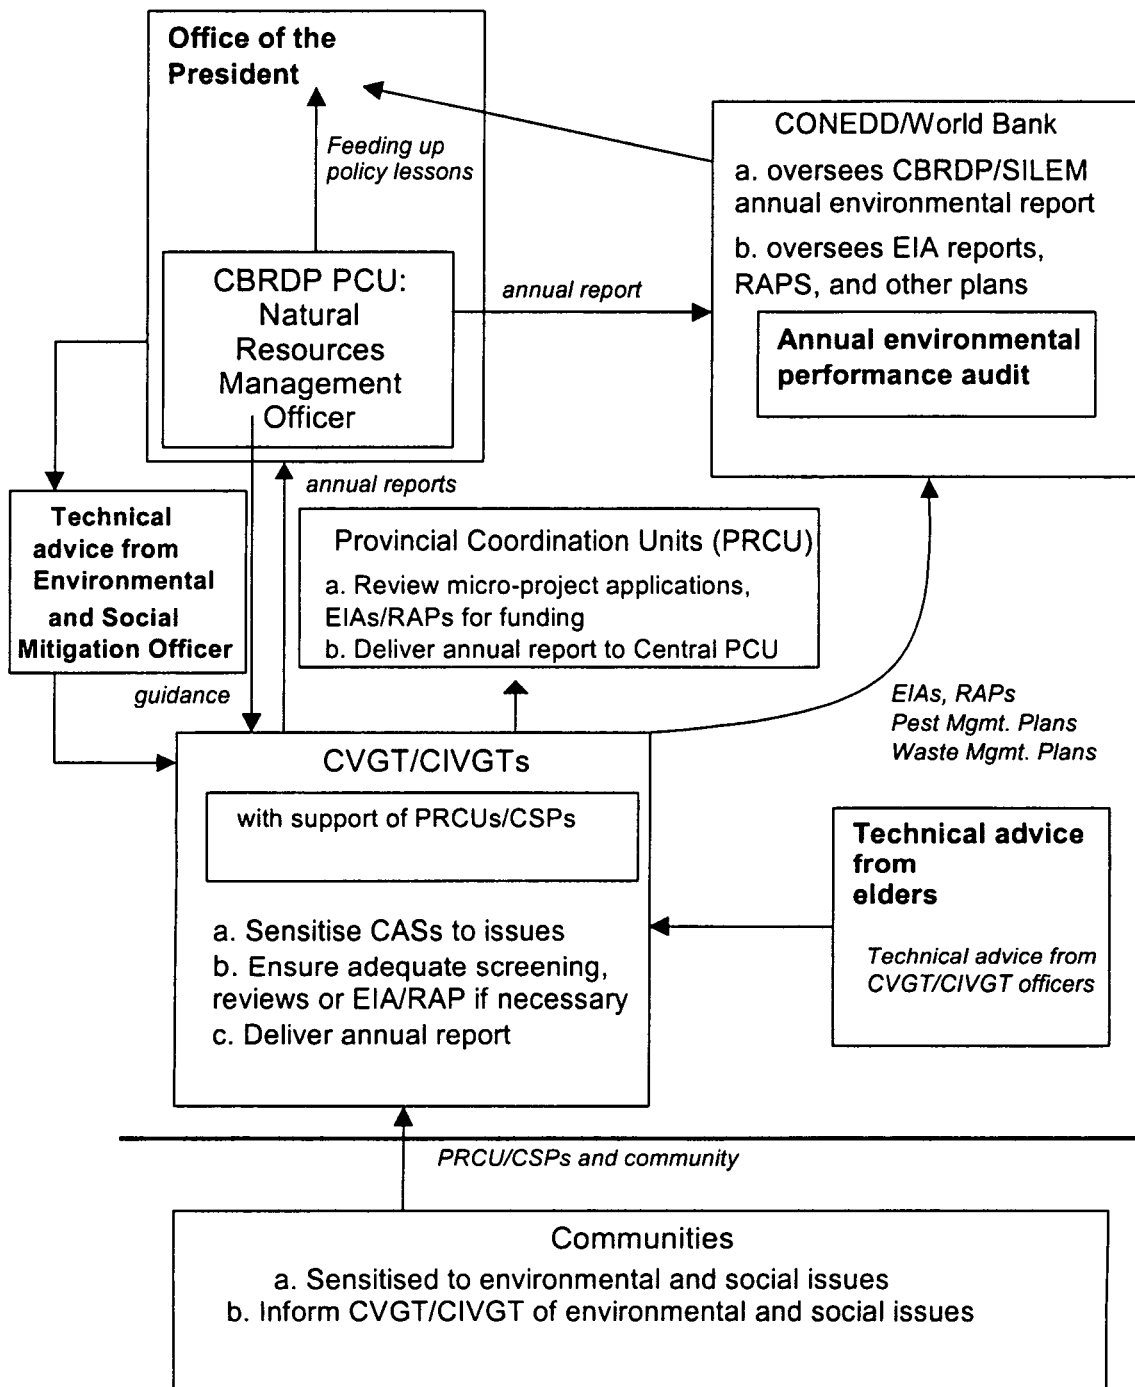 Office of the
President
Feeding up
policy lessons
CONEDD/World Bank
a. oversees CBRDP/SILEM
annual environmental report
b. oversees EIA reports,
RAPS, and other plans
Annual environmental
performance audit
CBRDP PCU:
Natural
Resources
Management
Officer
annual report
Technical
advice from
Environmental
and Social
Mitigation Officer
annual reports
Provincial Coordination Units (PRCU)
a. Review micro-project applications,
EIAs/RAPs for funding
b. Deliver annual report to Central PCU
guidance
EIAs, RAPs
Pest Mgmt. Plans
Waste Mgmt. Plans
CVGT/CIVGTs
with support of PRCUs/CSPs
a. Sensitise CASs to issues
b. Ensure adequate screening,
reviews or EIA/RAP if necessary
c. Deliver annual report
Technical advice
from
elders
Technical advice from
CVGT/CIVGT officers
PRCU/CSPs and community
Communities
a. Sensitised to environmental and social issues
b. Inform CVGT/CIVGT of environmental and social issues